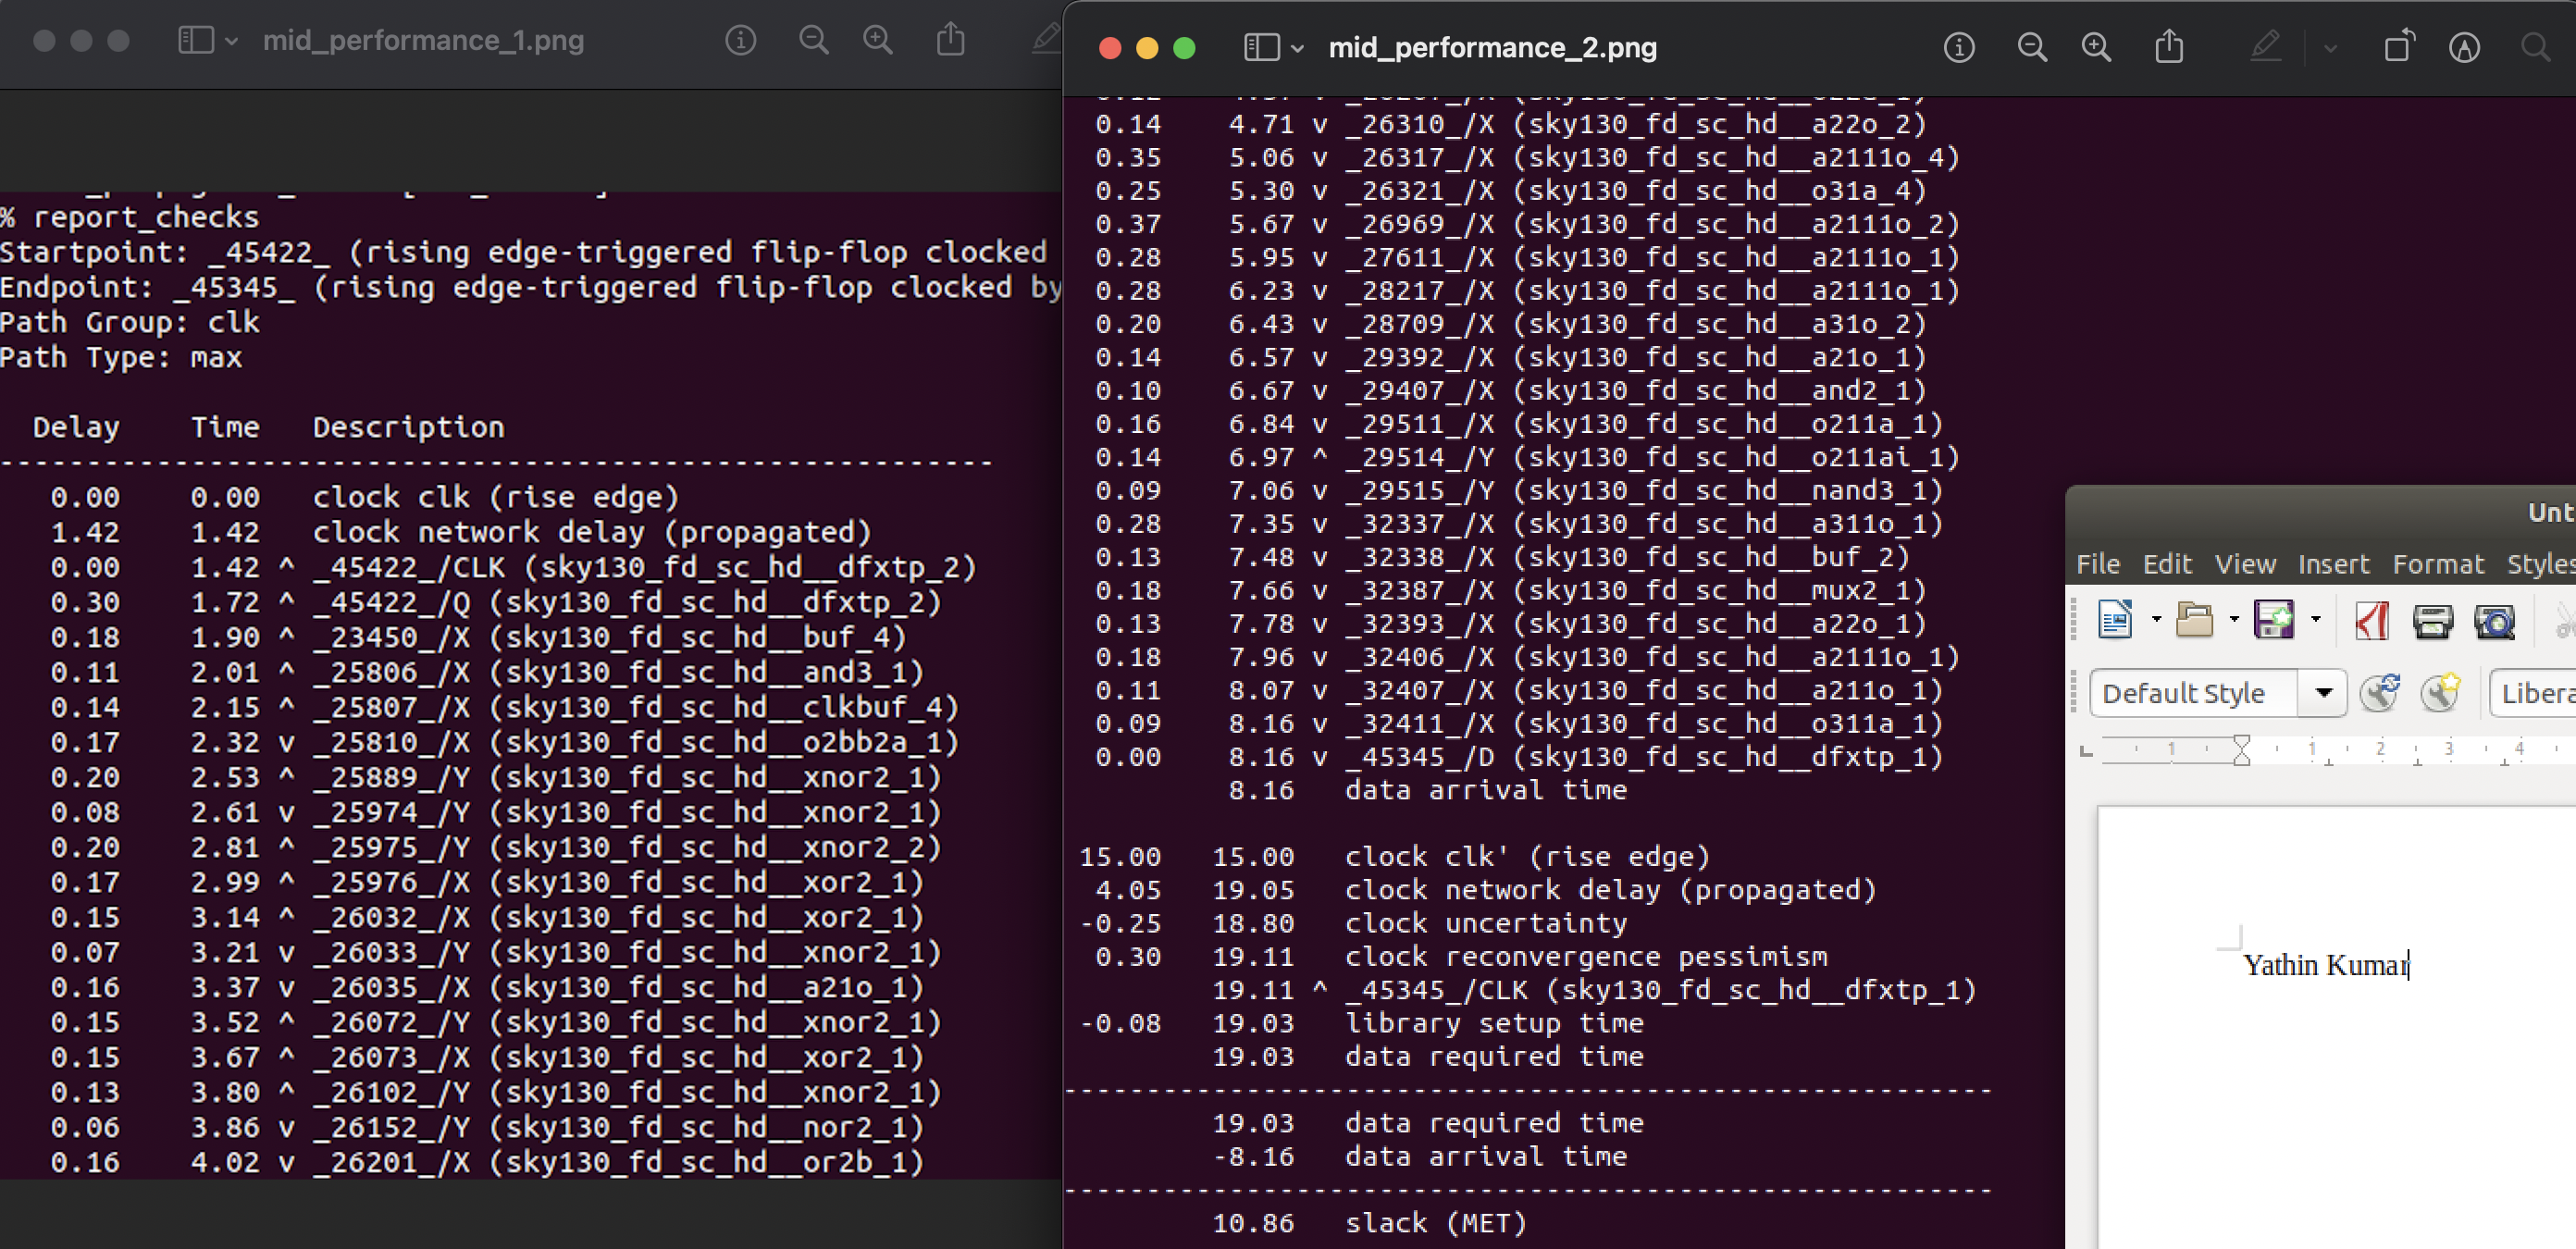 mid_performance_1.png
% report_checks
Startpoint: _45422_ (rising edge-triggered flip-flop clocked
Endpoint: _45345_ (rising edge-triggered flip-flop clocked by
Path Group: clk
Path Type: max
Delay Time Description
---------------------------------------------------------
0.00 0.00 clock clk (rise edge)
1.42 1.42 clock network delay (propagated)
0.00 1.42 ^ _45422_/CLK (sky130_fd_sc_hd__dfxtp_2)
0.30 1.72 ^ _45422_/Q (sky130_fd_sc_hd__dfxtp_2)
0.18 1.90 ^ _23450_/X (sky130_fd_sc_hd__buf_4)
0.11 2.01 ^ _25806_/X (sky130_fd_sc_hd__and3_1)
0.14 2.15 ^ _25807_/X (sky130_fd_sc_hd__clkbuf_4)
0.17 2.32 v _25810_/X (sky130_fd_sc_hd__o2bb2a_1)
0.20 2.53 ^ _25889_/Y (sky130_fd_sc_hd__xnor2_1)
0.08 2.61 v _25974_/Y (sky130_fd_sc_hd__xnor2_1)
0.20 2.81 ^ _25975_/Y (sky130_fd_sc_hd__xnor2_2)
0.17 2.99 ^ _25976_/X (sky130_fd_sc_hd__xor2_1)
0.15 3.14 ^ _26032_/X (sky130_fd_sc_hd__xor2_1)
0.07 3.21 v _26033_/Y (sky130_fd_sc_hd__xnor2_1)
0.16 3.37 v _26035_/X (sky130_fd_sc_hd__a21o_1)
0.15 3.52 ^ _26072_/Y (sky130_fd_sc_hd__xnor2_1)
0.15 3.67 ^ _26073_/X (sky130_fd_sc_hd__xor2_1)
0.13 3.80 ^ _26102_/Y (sky130_fd_sc_hd__xnor2_1)
0.06 3.86 v _26152_/Y (sky130_fd_sc_hd__nor2_1)
0.16 4.02 v _26201_/X (sky130_fd_sc_hd__or2b_1)
mid_performance_2.png
0.14 4.71 v _26310_/X (sky130_fd_sc_hd__a22o_2)
0.35 5.06 v _26317_/X (sky130_fd_sc_hd__a2111o_4)
0.25 5.30 v _26321_/X (sky130_fd_sc_hd__o31a_4)
0.37 5.67 v _26969_/X (sky130_fd_sc_hd__a2111o_2)
0.28 5.95 v _27611_/X (sky130_fd_sc_hd__a2111o_1)
0.28 6.23 v _28217_/X (sky130_fd_sc_hd__a2111o_1)
0.20 6.43 v _28709_/X (sky130_fd_sc_hd__a31o_2)
0.14 6.57 v _29392_/X (sky130_fd_sc_hd__a21o_1)
0.10 6.67 v _29407_/X (sky130_fd_sc_hd__and2_1)
0.16 6.84 v _29511_/X (sky130_fd_sc_hd__o211a_1)
0.14 6.97 ^ _29514_/Y (sky130_fd_sc_hd__o211ai_1)
0.09 7.06 v _29515_/Y (sky130_fd_sc_hd__nand3_1)
0.28 7.35 v _32337_/X (sky130_fd_sc_hd__a311o_1)
0.13 7.48 v _32338_/X (sky130_fd_sc_hd__buf_2)
0.18 7.66 v _32387_/X (sky130_fd_sc_hd__mux2_1)
0.13 7.78 v _32393_/X (sky130_fd_sc_hd__a22o_1)
0.18 7.96 v _32406_/X (sky130_fd_sc_hd__a2111o_1)
0.11 8.07 v _32407_/X (sky130_fd_sc_hd__a211o_1)
0.09 8.16 v _32411_/X (sky130_fd_sc_hd__o311a_1)
0.00 8.16 v _45345_/D (sky130_fd_sc_hd__dfxtp_1)
8.16 data arrival time
15.00 15.00 clock clk' (rise edge)
4.05 19.05 clock network delay (propagated)
-0.25 18.80 clock uncertainty
0.30 19.11 clock reconvergence pessimism
19.11 ^ _45345_/CLK (sky130_fd_sc_hd__dfxtp_1)
-0.08 19.03 library setup time
19.03 data required time
---------------------------------------------------------
19.03 data required time
-8.16 data arrival time
---------------------------------------------------------
10.86 slack (MET)
Unt
File Edit View Insert Format Styles
Default Style Libera
1 1 2 3 4
Yathin Kumar